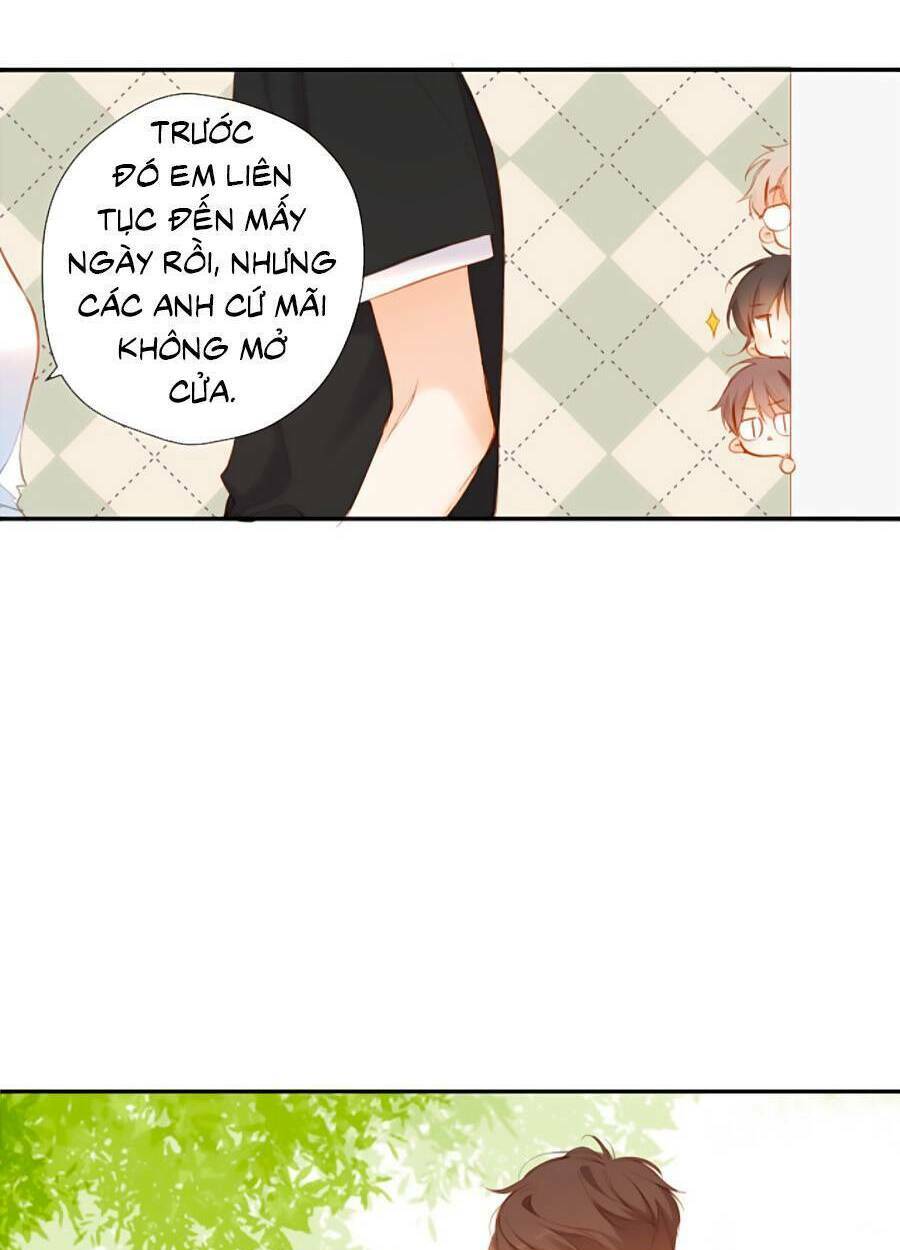 TRƯỚC
ĐÓ EM LIÊN
TỤC ĐẾN MẤY
NGÀY RỒI, NHƯNG
CÁC ANH CỨ MÃI
KHÔNG MỞ
CỬA.